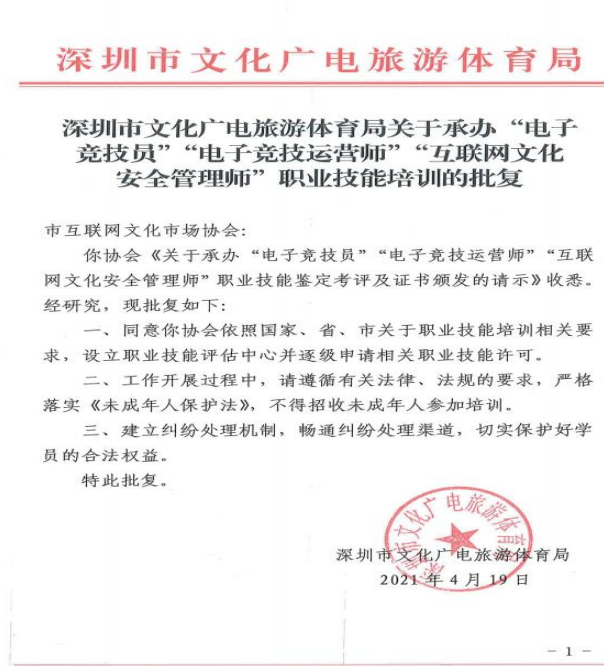 深圳市文化广电旅游体育局
深圳市文化广电旅游体育局关于承办“电子
竞技员”“电子竞技运营师”“互联网文化
安全管理师”职业技能培训的批复
市互联网文化市场协会：
你协会《关于承办“电子竞技员”“电子竞技运营师”“互联
网文化安全管理师”职业技能鉴定考评及证书颁发的请示》收悉。
经研究，现批复如下：
一、同意你协会依照国家、省、市关于职业技能培训相关要
求，设立职业技能评估中心并逐级申请相关职业技能许可。
二、工作开展过程中，请遵循有关法律、法规的要求，严格
落实《未成年人保护法》，不得招收未成年人参加培训。
三、建立纠纷处理机制，畅通纠纷处理渠道，切实保护好学
员的合法权益。
特此批复。
深圳市文化广电旅游体育局
深圳市文化广电旅游体育局
2021年4月19日
- 1 -